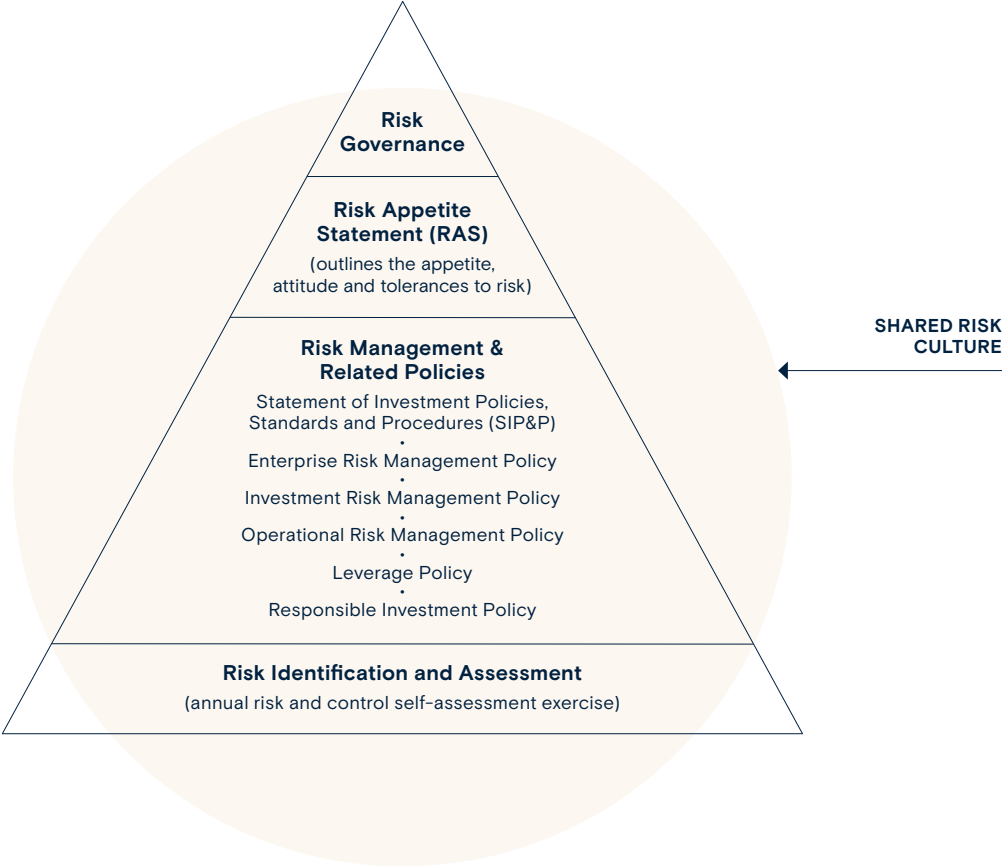 Risk
Governance
Risk Appetite
Statement (RAS)
(outlines the appetite,
attitude and tolerances to risk)
SHARED RISK
CULTURE
Risk Management &
Related Policies
Statement of Investment Policies,
Standards and Procedures (SIP&P)
•
Enterprise Risk Management Policy
•
Investment Risk Management Policy
•
Operational Risk Management Policy
•
Leverage Policy
•
Responsible Investment Policy
Risk Identification and Assessment
(annual risk and control self-assessment exercise)